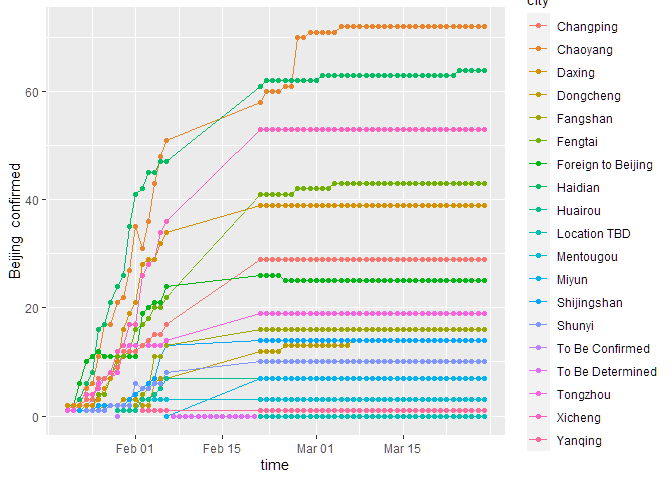 city
Changping
Chaoyang
Daxing
Dongcheng
Fangshan
Fengtai
Foreign to Beijing
Haidian
Huairou
Location TBD
Mentougou
Miyun
Shijingshan
Shunyi
To Be Confirmed
To Be Determined
Tongzhou
Xicheng
Yanqing
Beijing confirmed
60
40
20
0
Feb 01
Feb 15
Mar 01
Mar 15
time